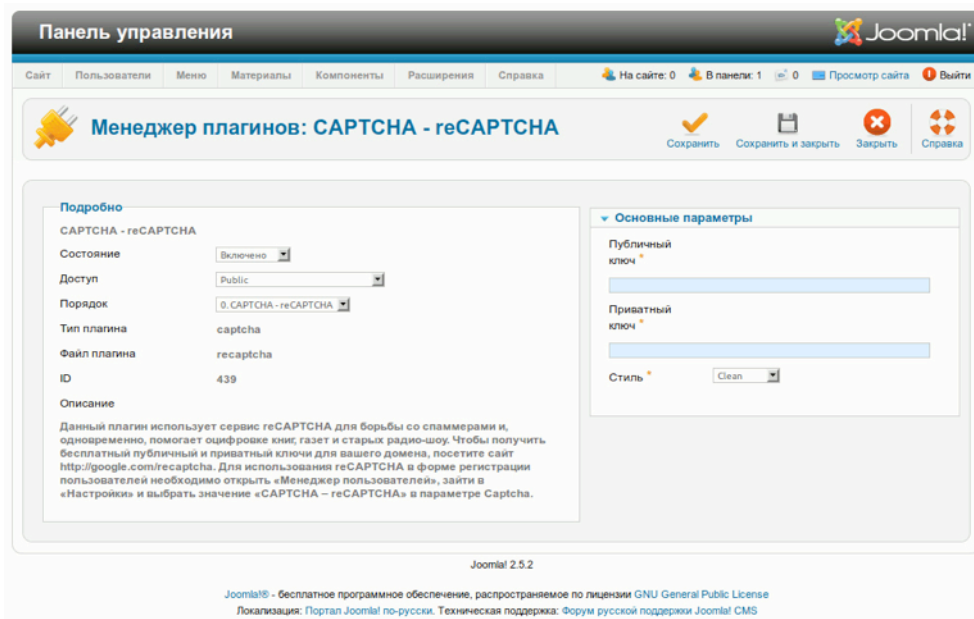 Панель управления
Joomla!
Сайт Пользователи Меню Материалы Компоненты Расширения Справка На сайте: 0 В панели: 1 0 Просмотр сайта Выйти
Менеджер плагинов: CAPTCHA - reCAPTCHA
Сохранить Сохранить и закрыть Закрыть Справка
Подробно
CAPTCHA - reCAPTCHA
Состояние Включено
Доступ Public
Порядок 0. CAPTCHA - reCAPTCHA
Тип плагина captcha
Файл плагина recaptcha
ID 439
Описание
Данный плагин использует сервис reCAPTCHA для борьбы со спаммерами и,
одновременно, помогает оцифровке книг, газет и старых радио-шоу. Чтобы получить
бесплатный публичный и приватный ключи для вашего домена, посетите сайт
http://google.com/recaptcha. Для использования reCAPTCHA в форме регистрации
пользователей необходимо открыть «Менеджер пользователей», зайти в
«Настройки» и выбрать значение «CAPTCHA – reCAPTCHA» в параметре Captcha.
Основные параметры
Публичный
ключ *
Приватный
ключ *
Стиль * Clean
Joomla! 2.5.2
Joomla!® - бесплатное программное обеспечение, распространяемое по лицензии GNU General Public License
Локализация: Портал Joomla! по-русски. Техническая поддержка: Форум русской поддержки Joomla! CMS